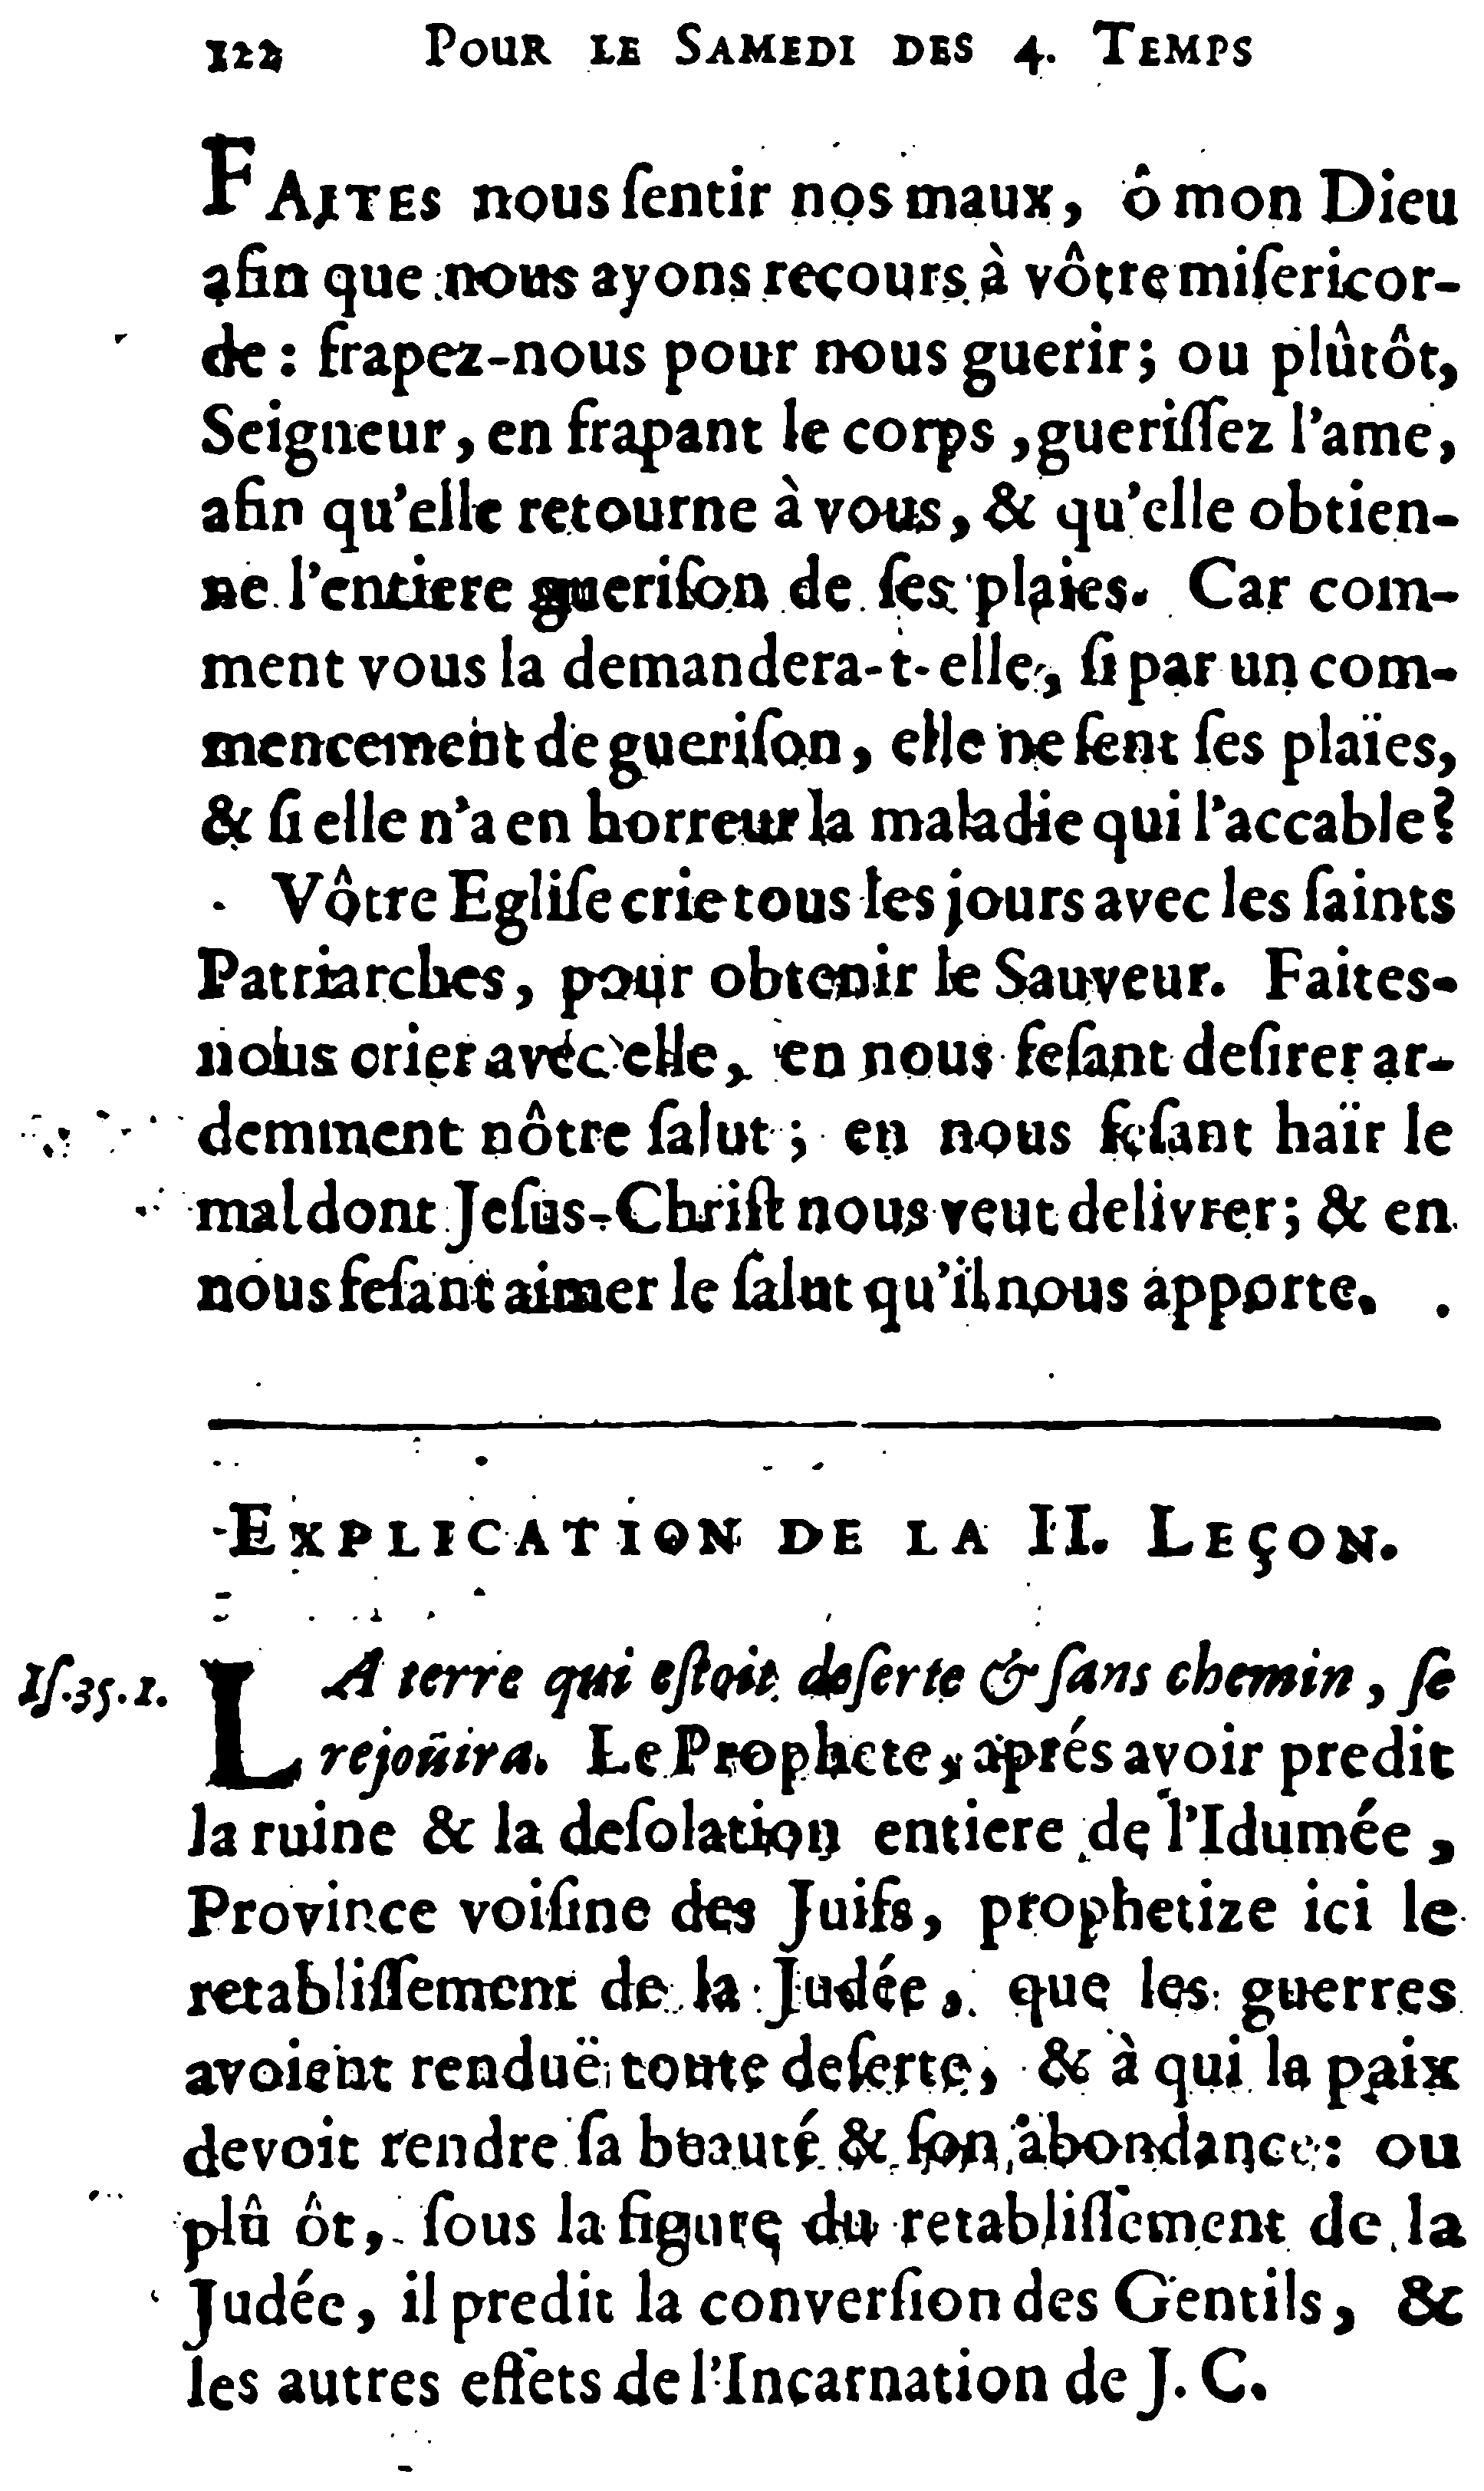 122 POUR LE SAMEDI DES 4. TEMPS
FAITES nous ſentir nos maux, ô mon Dieu
afin que nous ayons recours à vôtre miſericor-
de : frapez-nous pour nous guerir; ou plûtôt,
Seigneur, en frapant le corps, gueriſſez l'ame,
afin qu'elle retourne à vous, & qu'elle obtien-
ne l'entiere gueriſon de ſes plaies. Car com-
ment vous la demandera-t-elle, ſi par un com-
mencement de gueriſon, elle ne ſent ſes plaïes,
& ſi elle n'a en horreur la maladie qui l'accable?
Vôtre Egliſe crie tous les jours avec les ſaints
Patriarches, pour obtenir le Sauveur. Faites-
nous crier avec elle, en nous feſant deſirer ar-
demment nôtre ſalut ; en nous feſant haïr le
mal dont Jeſus-Chriſt nous veut delivrer; & en
nous feſant aimer le ſalut qu'il nous apporte.
EXPLICATION DE LA II. LEÇON.
Iſ. 35. 1. LA terre qui eſtoit deſerte & ſans chemin, ſe
rejoüira. Le Prophete, aprés avoir predit
la ruine & la deſolation entiere de l'Idumée,
Province voiſine des Juifs, prophetize ici le
retabliſſement de la Judée, que les guerres
avoient renduë toute deſerte, & à qui la paix
devoit rendre ſa beauté & ſon abondance: ou
plû ôt, ſous la figure du retabliſſement de la
Judée, il predit la converſion des Gentils, &
les autres effets de l'Incarnation de J. C.